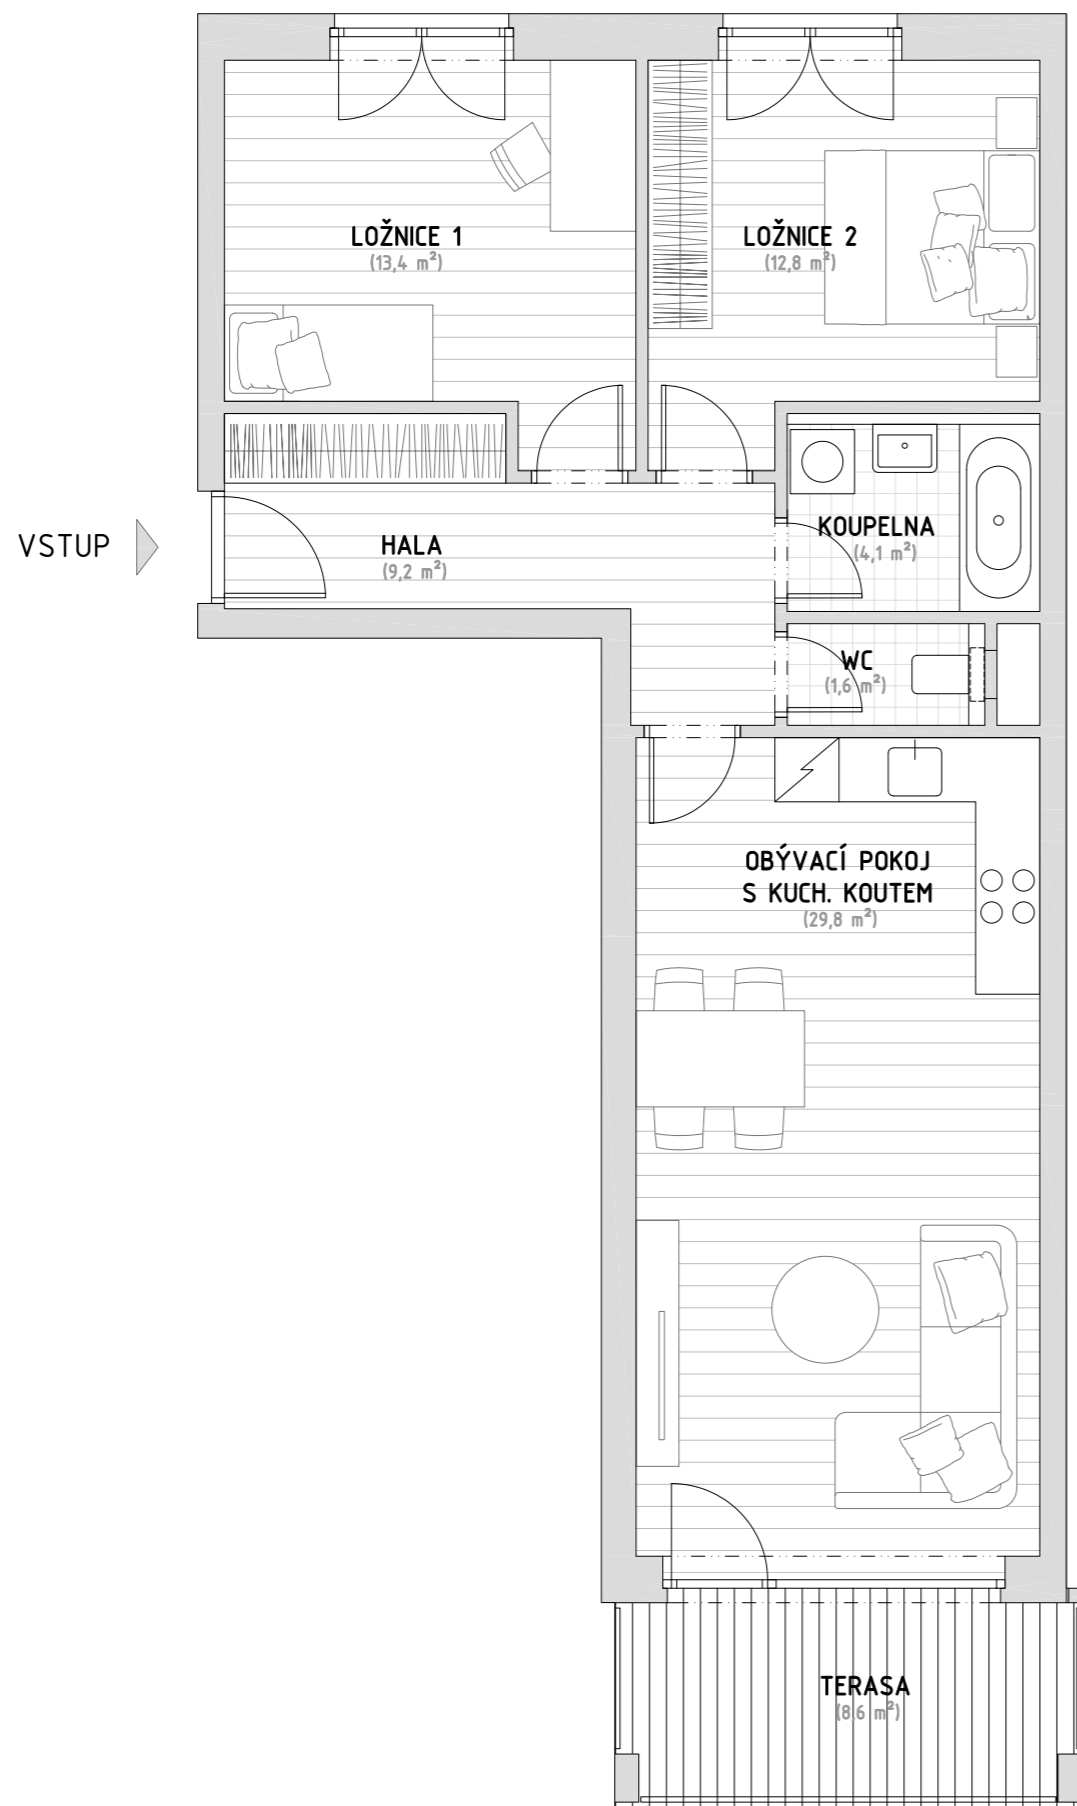 LOŽNICE 1
(13,4 m²)
LOŽNICE 2
(12,8 m²)
VSTUP
HALA
(9,2 m²)
KOUPELNA
(4,1 m²)
WC
(1,6 m²)
OBÝVACÍ POKOJ
S KUCH. KOUTEM
(29,8 m²)
TERASA
(8,6 m²)